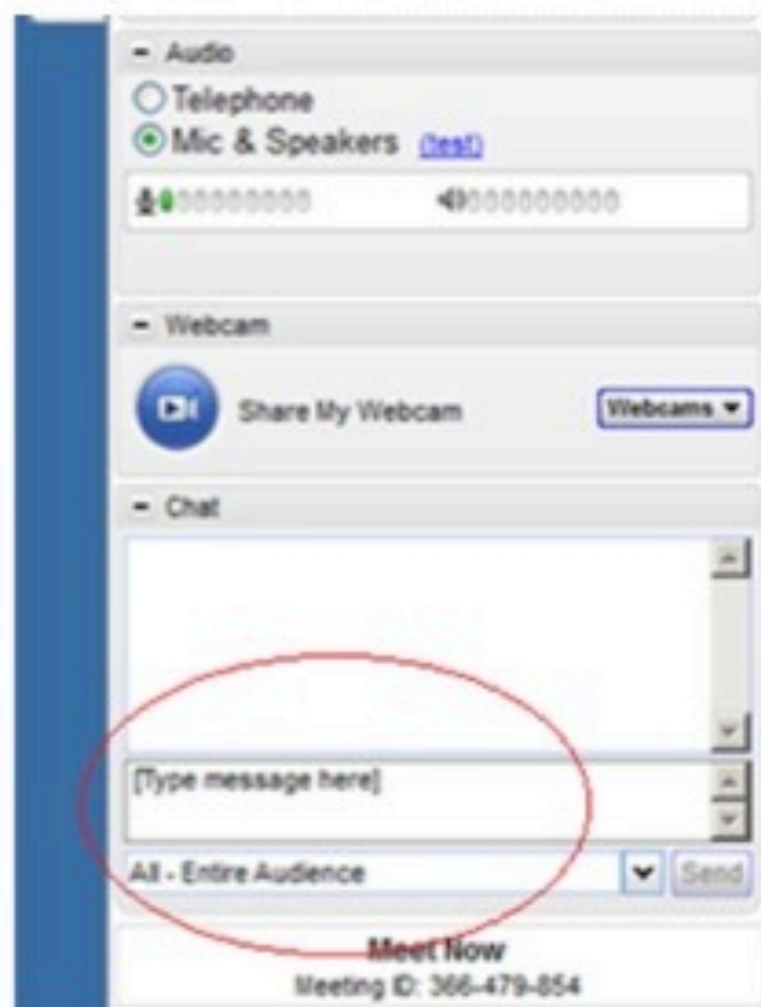 - Audio
Telephone
Mic & Speakers (test)
- Webcam
Share My Webcam Webcams
- Chat
[Type message here]
All - Entire Audience Send
Meet Now
Meeting ID: 366-479-854